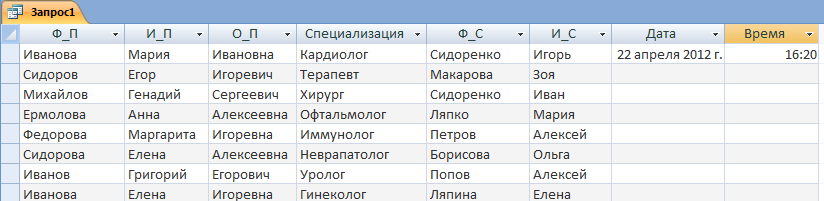 Запрос1
Ф_П И_П О_П Специализация Ф_С И_С Дата Время
Иванова Мария Ивановна Кардиолог Сидоренко Игорь 22 апреля 2012 г. 16:20
Сидоров Егор Игоревич Терапевт Макарова Зоя
Михайлов Генадий Сергеевич Хирург Сидоренко Иван
Ермолова Анна Алексеевна Офтальмолог Ляпко Мария
Федорова Маргарита Игоревна Иммунолог Петров Алексей
Сидорова Елена Алексеевна Неврапатолог Борисова Ольга
Иванов Григорий Егорович Уролог Попов Алексей
Иванова Елена Игоревна Гинеколог Ляпина Елена